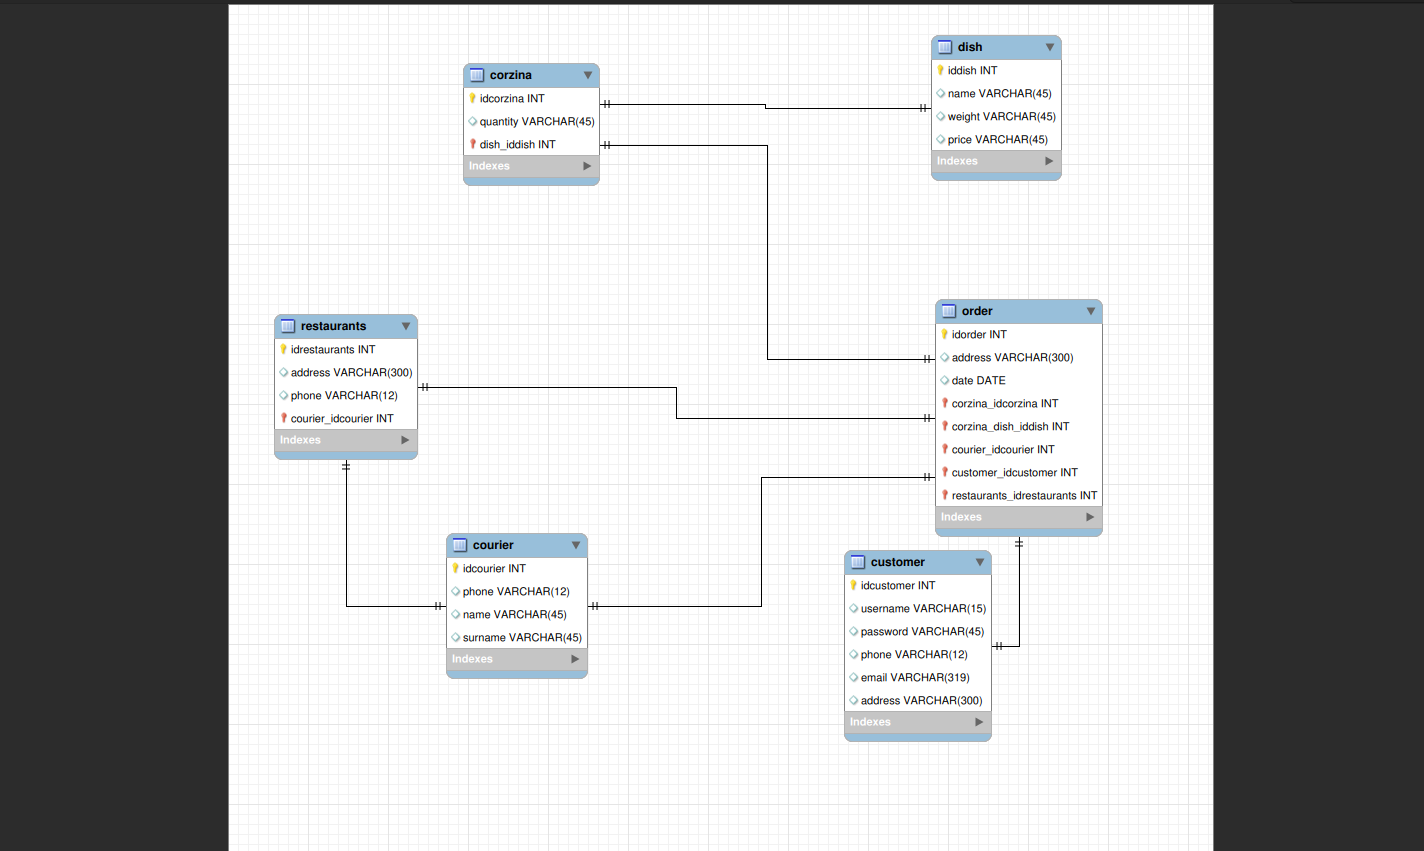 corzina
idcorzina INT
quantity VARCHAR(45)
dish_iddish INT
Indexes
dish
iddish INT
name VARCHAR(45)
weight VARCHAR(45)
price VARCHAR(45)
Indexes
restaurants
idrestaurants INT
address VARCHAR(300)
phone VARCHAR(12)
courier_idcourier INT
Indexes
order
idorder INT
address VARCHAR(300)
date DATE
corzina_idcorzina INT
corzina_dish_iddish INT
courier_idcourier INT
customer_idcustomer INT
restaurants_idrestaurants INT
Indexes
courier
idcourier INT
phone VARCHAR(12)
name VARCHAR(45)
surname VARCHAR(45)
Indexes
customer
idcustomer INT
username VARCHAR(15)
password VARCHAR(45)
phone VARCHAR(12)
email VARCHAR(319)
address VARCHAR(300)
Indexes